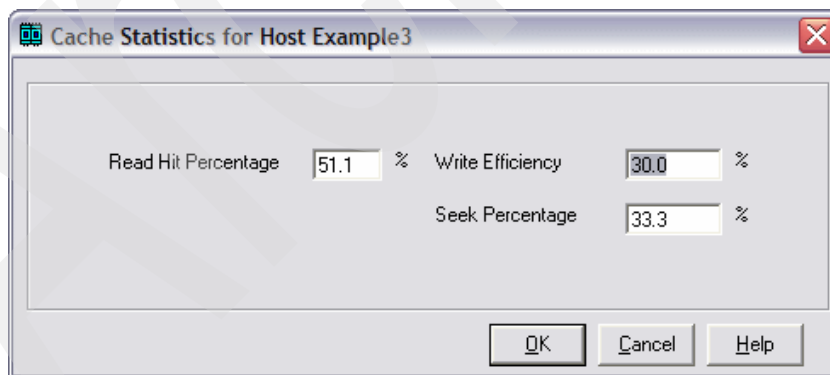 Cache Statistics for Host Example3
Read Hit Percentage 51.1 % Write Efficiency 30.0 %
Seek Percentage 33.3 %
OK Cancel Help